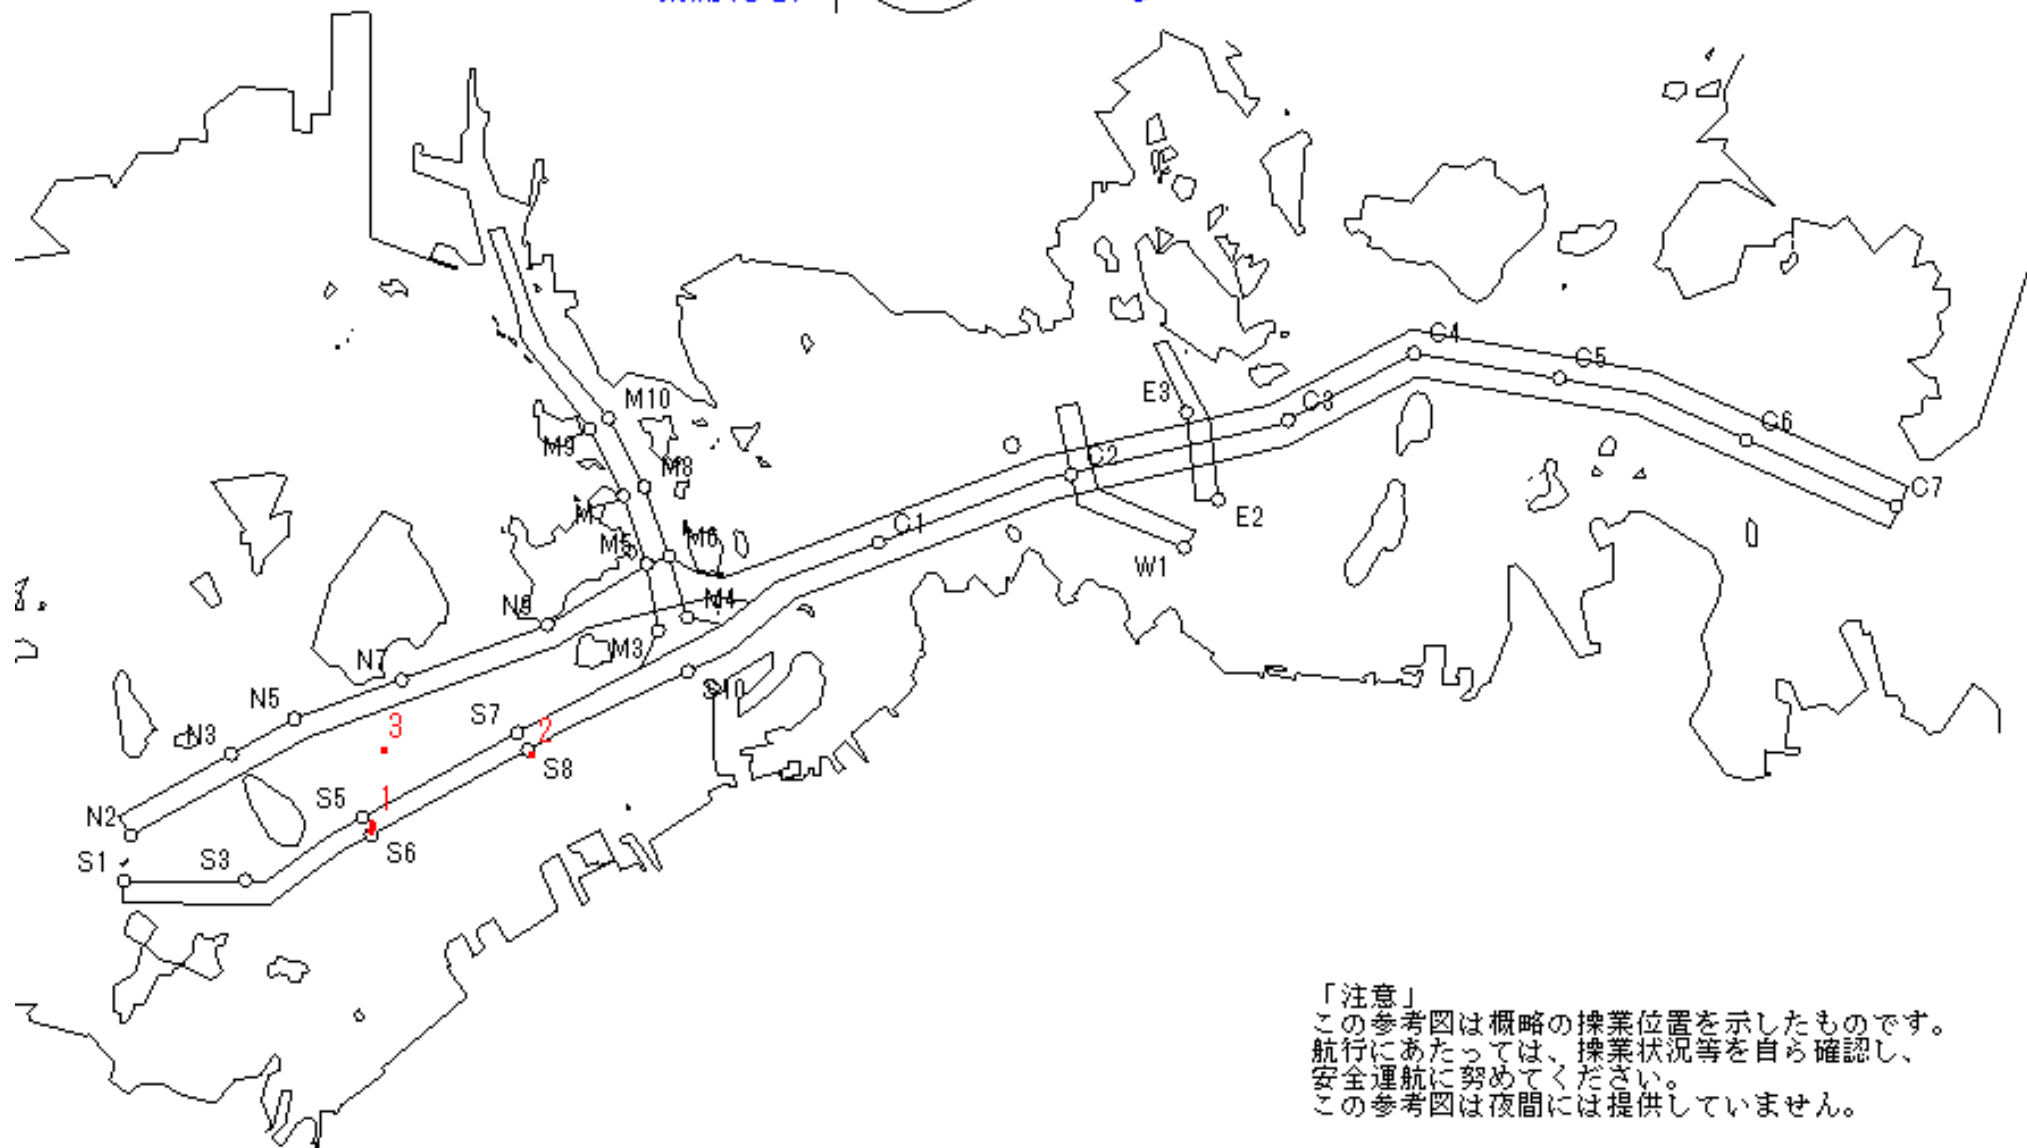 C4
C5
E3
M10
C3
C6
M9
C2
M8
C7
M7
E2
C1
M5
M6
W1
N9
M4
M3
N7
S10
N5
S7
3
2
N3
S8
S5
1
N2
S6
S1
S3
「注意」
この参考図は概略の操業位置を示したものです。
航行にあたっては、操業状況等を自ら確認し、
安全運航に努めてください。
この参考図は夜間には提供していません。